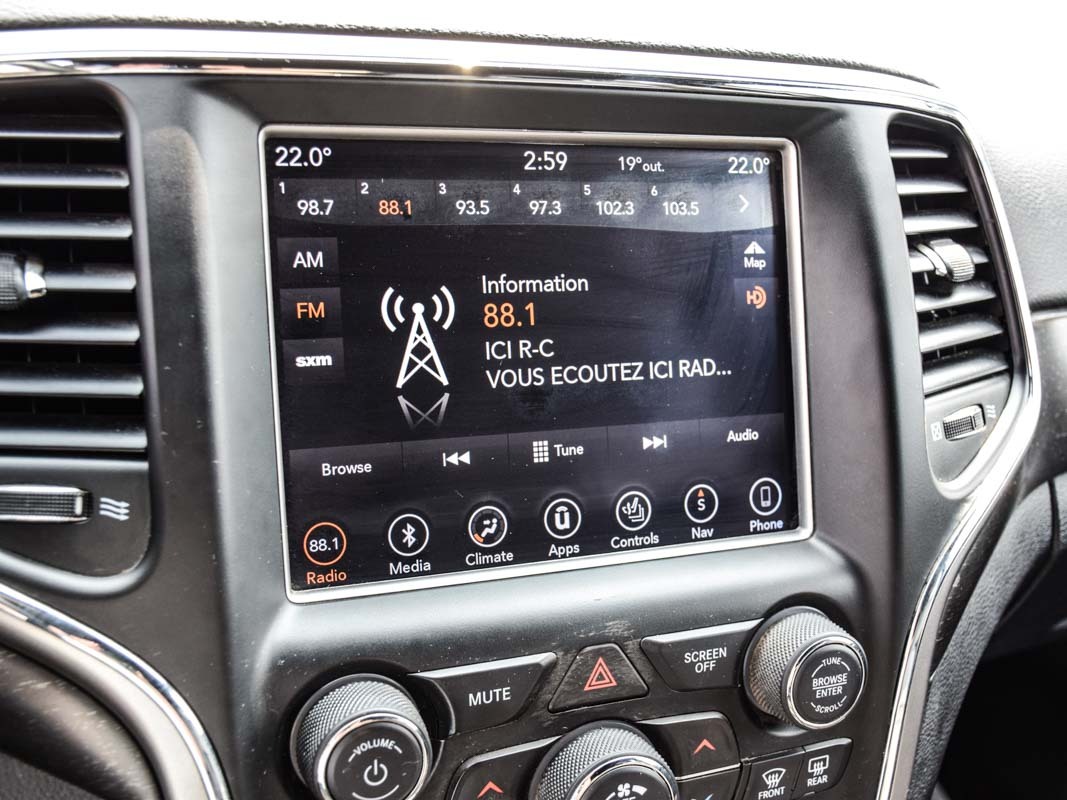 22.0° 2:59 19° out. 22.0°
1 2 3 4 5 6
98.7 88.1 93.5 97.3 102.3 103.5
AM
FM
sxm
Map
HD
Information
88.1
ICI R-C
VOUS ECOUTEZ ICI RAD...
Browse Tune Audio
88.1 S
Radio Media Climate Apps Controls Nav Phone
MUTE
SCREEN
OFF
TUNE
BROWSE
ENTER
SCROLL
VOLUME
FRONT
REAR